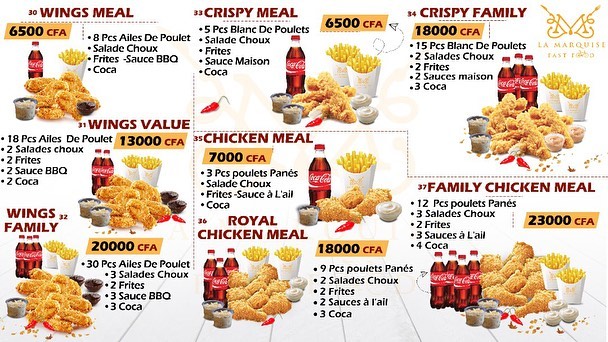 30 WINGS MEAL
6500 CFA
• 8 Pcs Ailes De Poulet
• Salade Choux
• Frites -Sauce BBQ
• Coca
31 WINGS VALUE
13000 CFA
• 18 Pcs Ailes De Poulet
• 2 Salades choux
• 2 Frites
• 2 Sauce BBQ
• 2 Coca
WINGS 32
FAMILY
20000 CFA
• 30 Pcs Ailes De Poulet
• 3 Salades Choux
• 2 Frites
• 3 Sauce BBQ
• 3 Coca
33 CRISPY MEAL
6500 CFA
• 5 Pcs Blanc De Poulets
• Salade Choux
• Frites
• Sauce Maison
• Coca
35 CHICKEN MEAL
7000 CFA
• 3 Pcs poulets Panés
• Salade Choux
• Frites -Sauce à L'ail
• Coca
36 ROYAL
CHICKEN MEAL
18000 CFA
• 9 Pcs poulets Panés
• 2 Salades Choux
• 2 Frites
• 2 Sauces à l'ail
• 3 Coca
34 CRISPY FAMILY
18000 CFA
• 15 Pcs Blanc De Poulets
• 2 Salades Choux
• 2 Frites
• 2 Sauces maison
• 3 Coca
LA MARQUISE
FAST FOOD
37 FAMILY CHICKEN MEAL
23000 CFA
• 12 Pcs poulets Panés
• 3 Salades Choux
• 2 Frites
• 3 Sauces à L'ail
• 4 Coca
Coca-Cola